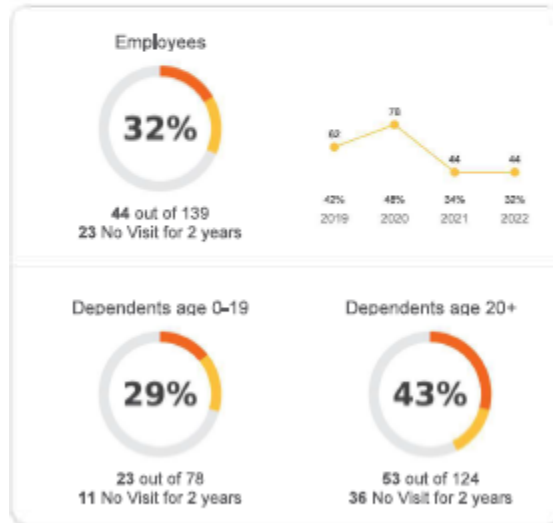 Employees
32%
44 out of 139
23 No Visit for 2 years
62
78
44
44
42%
48%
34%
32%
2019
2020
2021
2022
Dependents age 0-19
29%
23 out of 78
11 No Visit for 2 years
Dependents age 20+
43%
53 out of 124
36 No Visit for 2 years